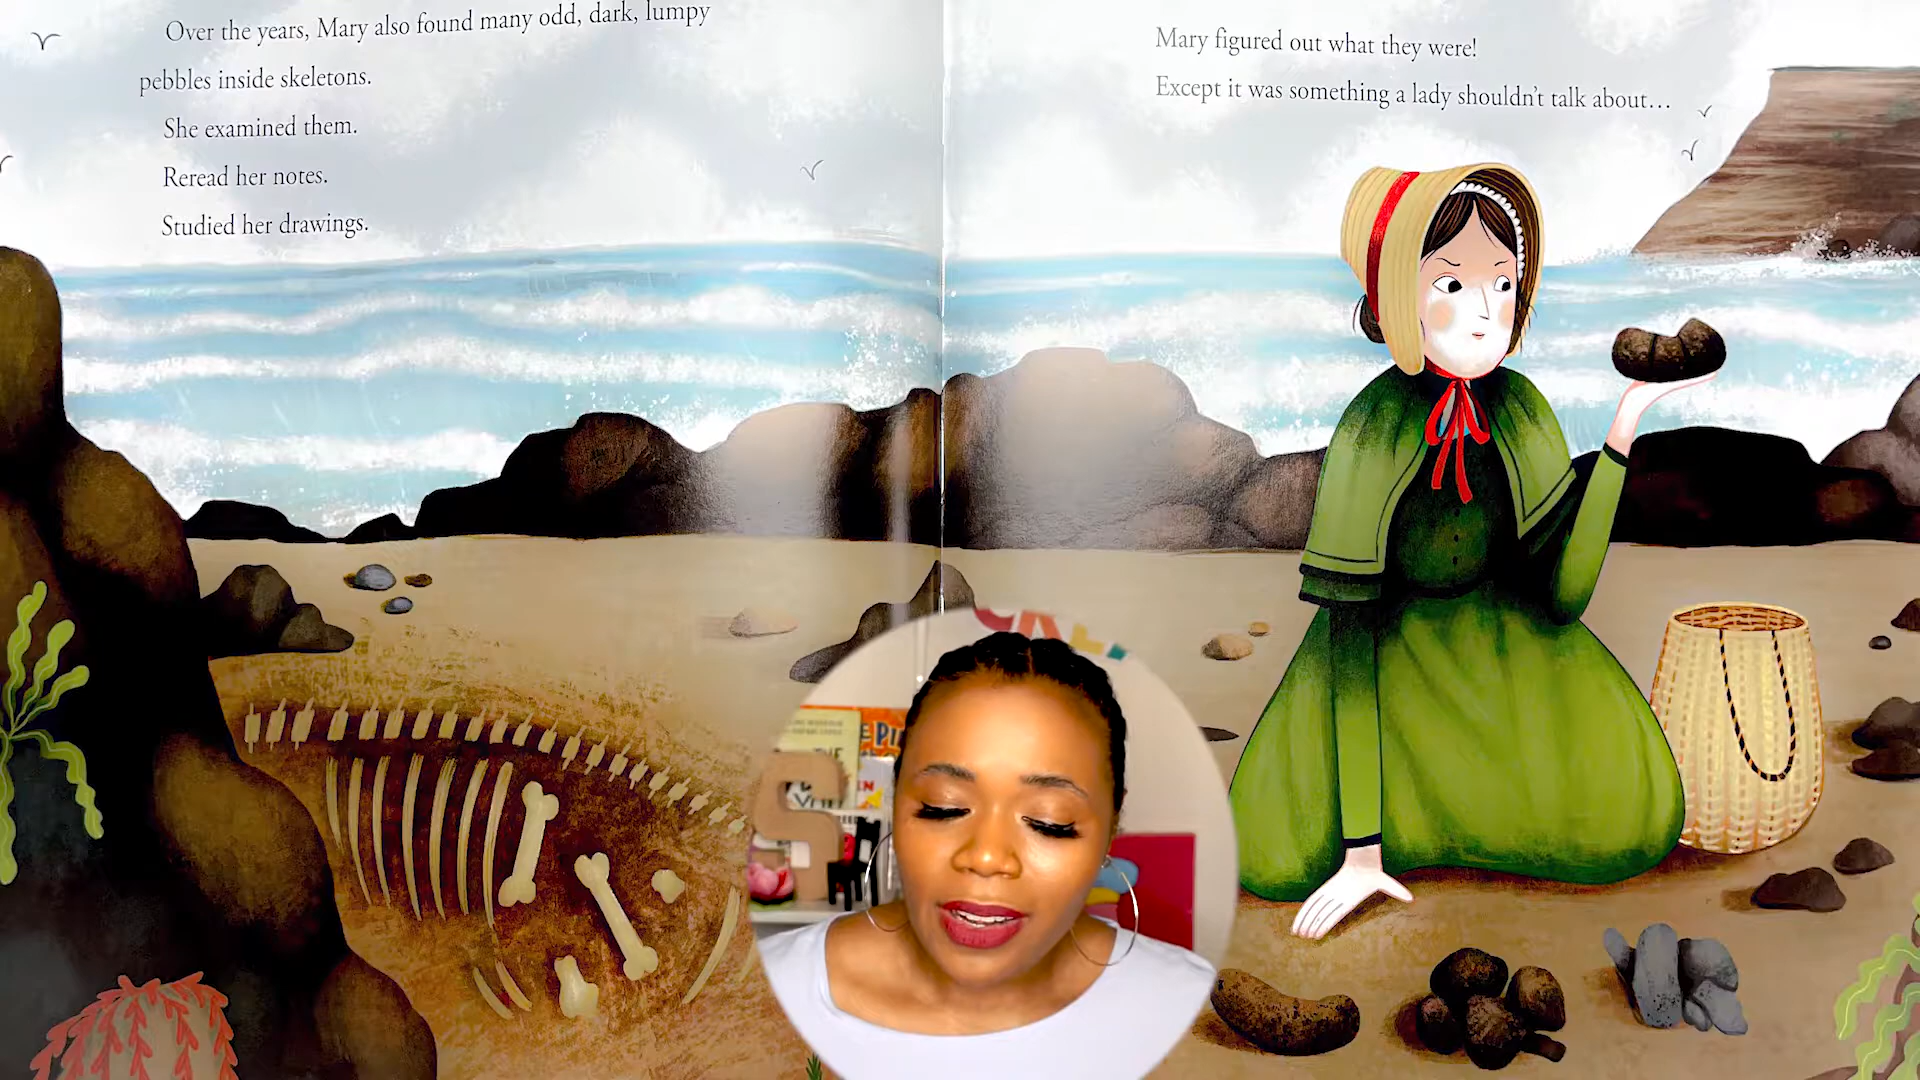 Over the years, Mary also found many odd, dark, lumpy
pebbles inside skeletons.
She examined them.
Reread her notes.
Studied her drawings.
Mary figured out what they were!
Except it was something a lady shouldn't talk about...